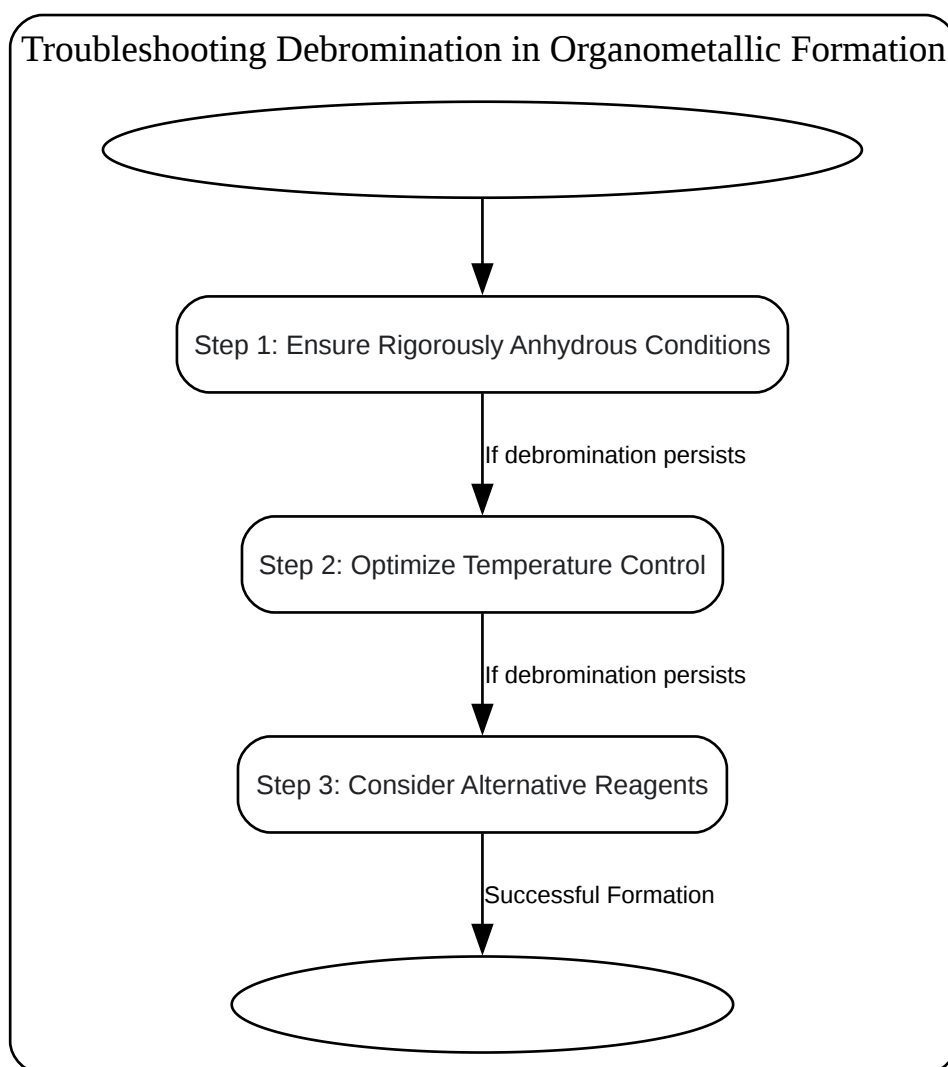 Troubleshooting Debromination in Organometallic Formation
Step 1: Ensure Rigorously Anhydrous Conditions
If debromination persists
Step 2: Optimize Temperature Control
If debromination persists
Step 3: Consider Alternative Reagents
Successful Formation